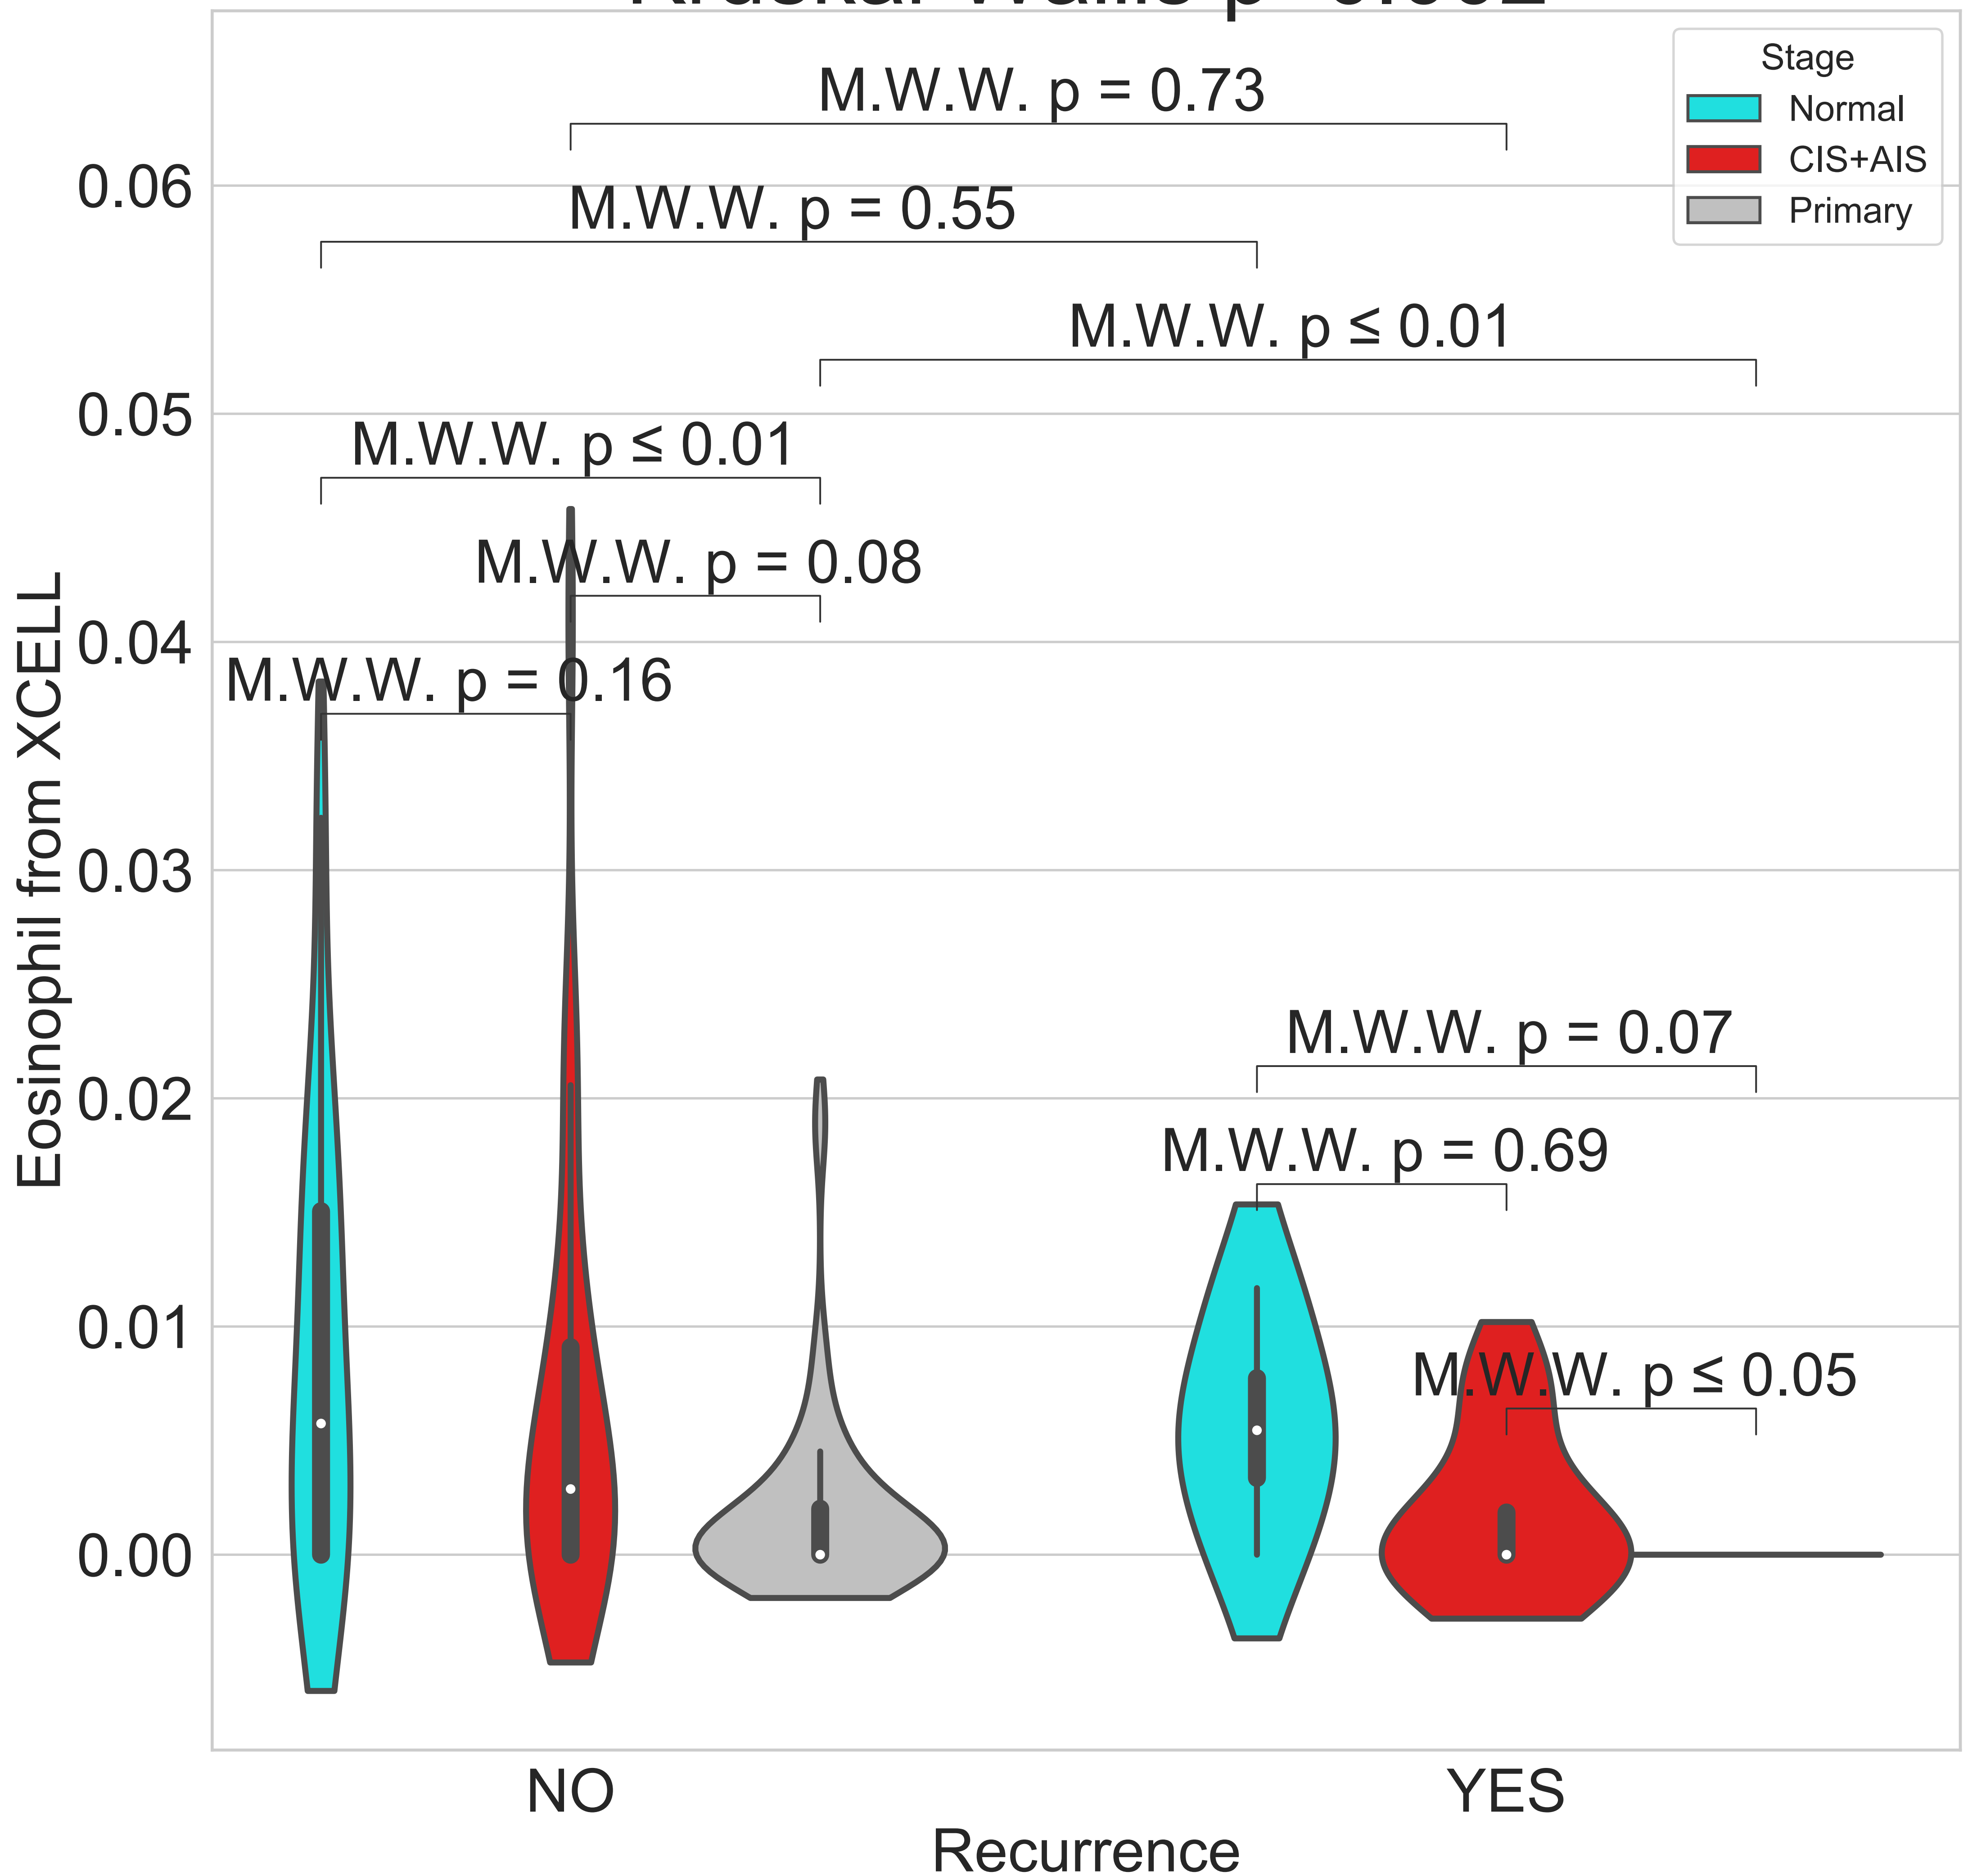 M.W.W. p = 0.73
M.W.W. p = 0.55
M.W.W. p ≤ 0.01
M.W.W. p ≤ 0.01
M.W.W. p = 0.08
M.W.W. p = 0.16
M.W.W. p = 0.07
M.W.W. p = 0.69
M.W.W. p ≤ 0.05
Stage
Normal
CIS+AIS
Primary
0.06
0.05
0.04
0.03
0.02
0.01
0.00
Eosinophil from XCELL
NO
YES
Recurrence